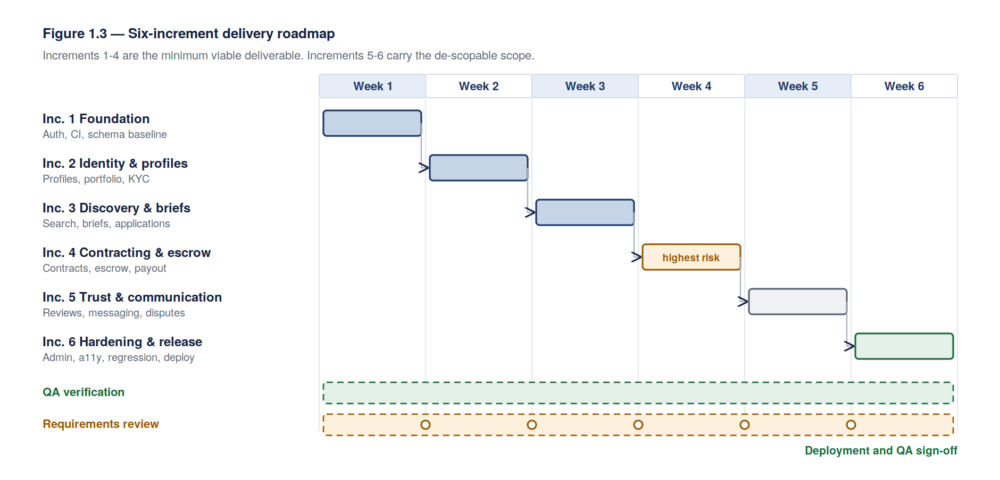 Figure 1.3 — Six-increment delivery roadmap
Increments 1-4 are the minimum viable deliverable. Increments 5-6 carry the de-scopable scope.
Week 1 Week 2 Week 3 Week 4 Week 5 Week 6
Inc. 1 Foundation
Auth, CI, schema baseline
Inc. 2 Identity & profiles
Profiles, portfolio, KYC
Inc. 3 Discovery & briefs
Search, briefs, applications
Inc. 4 Contracting & escrow
Contracts, escrow, payout
highest risk
Inc. 5 Trust & communication
Reviews, messaging, disputes
Inc. 6 Hardening & release
Admin, a11y, regression, deploy
QA verification
Requirements review
Deployment and QA sign-off